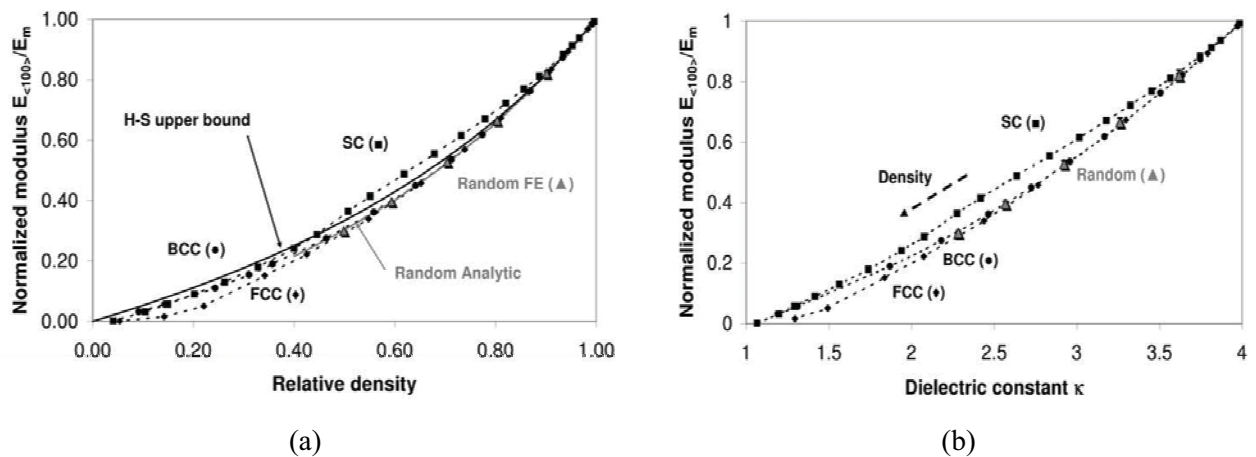 Normalized modulus E<100>/Em
1.00
0.80
0.60
0.40
0.20
0.00
0.00
0.20
0.40
0.60
0.80
1.00
Relative density
H-S upper bound
SC (■)
Random FE (▲)
BCC (●)
Random Analytic
FCC (♦)
(a)
Normalized modulus E<100>/Em
1
0.8
0.6
0.4
0.2
0
1
1.5
2
2.5
3
3.5
4
Dielectric constant κ
SC (■)
Density
Random (▲)
BCC (●)
FCC (♦)
(b)